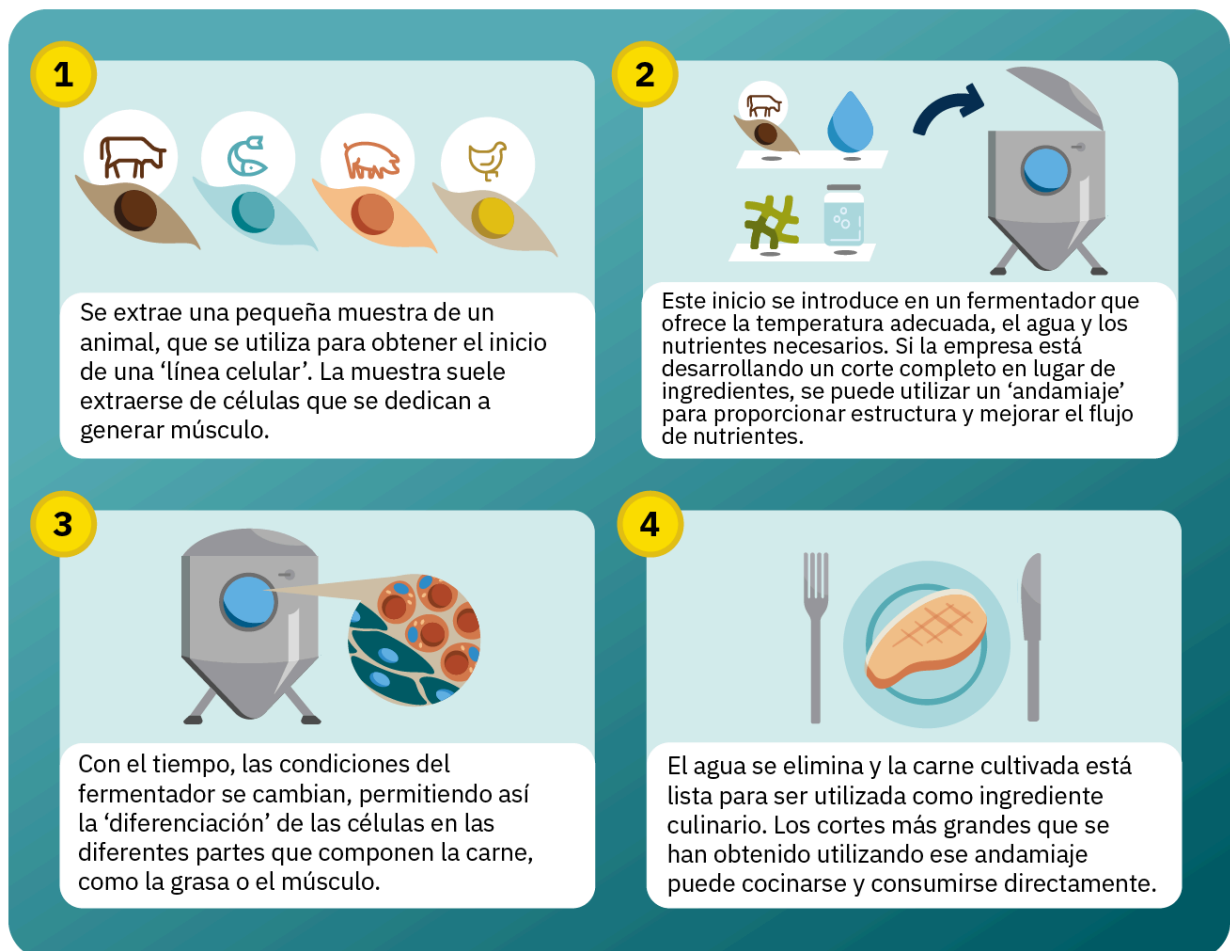 1
Se extrae una pequeña muestra de un
animal, que se utiliza para obtener el inicio
de una ‘línea celular’. La muestra suele
extraerse de células que se dedican a
generar músculo.
2
Este inicio se introduce en un fermentador que
ofrece la temperatura adecuada, el agua y los
nutrientes necesarios. Si la empresa está
desarrollando un corte completo en lugar de
ingredientes, se puede utilizar un ‘andamiaje’
para proporcionar estructura y mejorar el flujo
de nutrientes.
3
Con el tiempo, las condiciones del
fermentador se cambian, permitiendo así
la ‘diferenciación’ de las células en las
diferentes partes que componen la carne,
como la grasa o el músculo.
4
El agua se elimina y la carne cultivada está
lista para ser utilizada como ingrediente
culinario. Los cortes más grandes que se
han obtenido utilizando ese andamiaje
puede cocinarse y consumirse directamente.